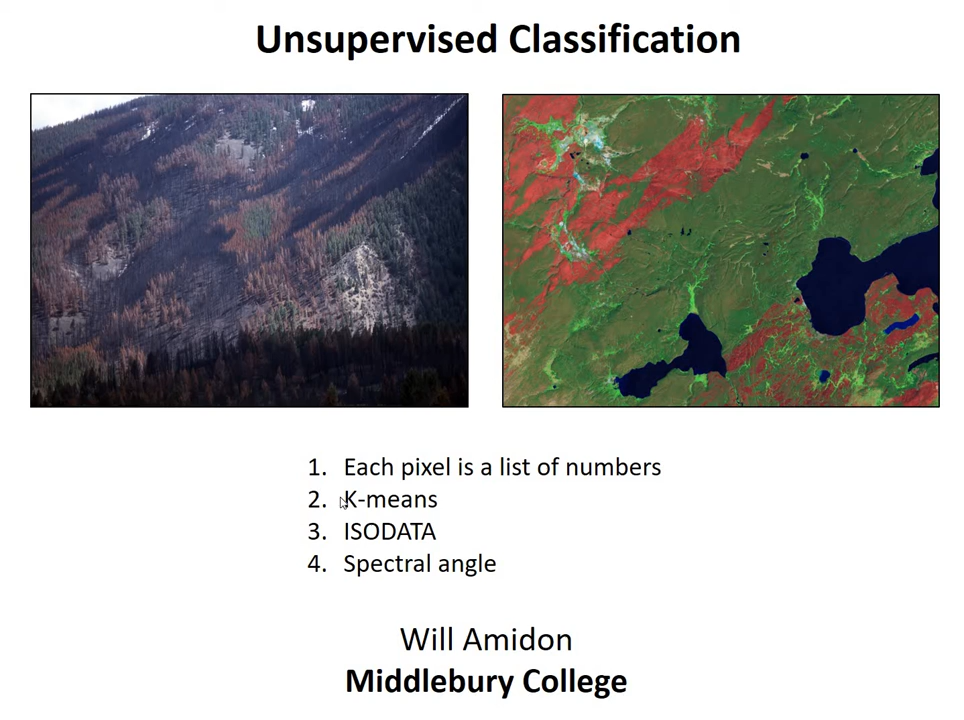 Unsupervised Classification
1. Each pixel is a list of numbers
2. K-means
3. ISODATA
4. Spectral angle
Will Amidon
Middlebury College